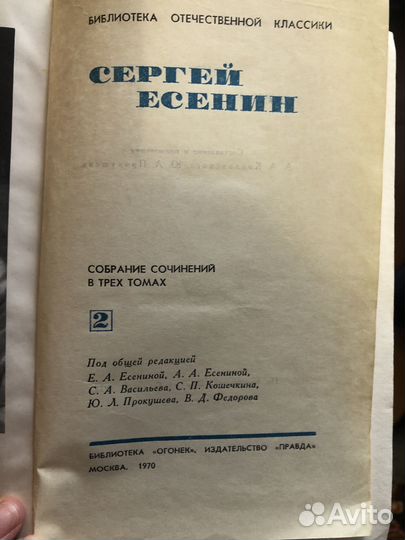 БИБЛИОТЕКА ОТЕЧЕСТВЕННОЙ КЛАССИКИ
СЕРГЕЙ
ЕСЕНИН
СОБРАНИЕ СОЧИНЕНИЙ
В ТРЕХ ТОМАХ
2
Под общей редакцией
Е. А. Есениной, А. А. Есениной,
С. А. Васильева, С. П. Кошечкина,
Ю. Л. Прокушева, В. Д. Федорова
БИБЛИОТЕКА «ОГОНЕК». ИЗДАТЕЛЬСТВО «ПРАВДА»
МОСКВА. 1970
Avito